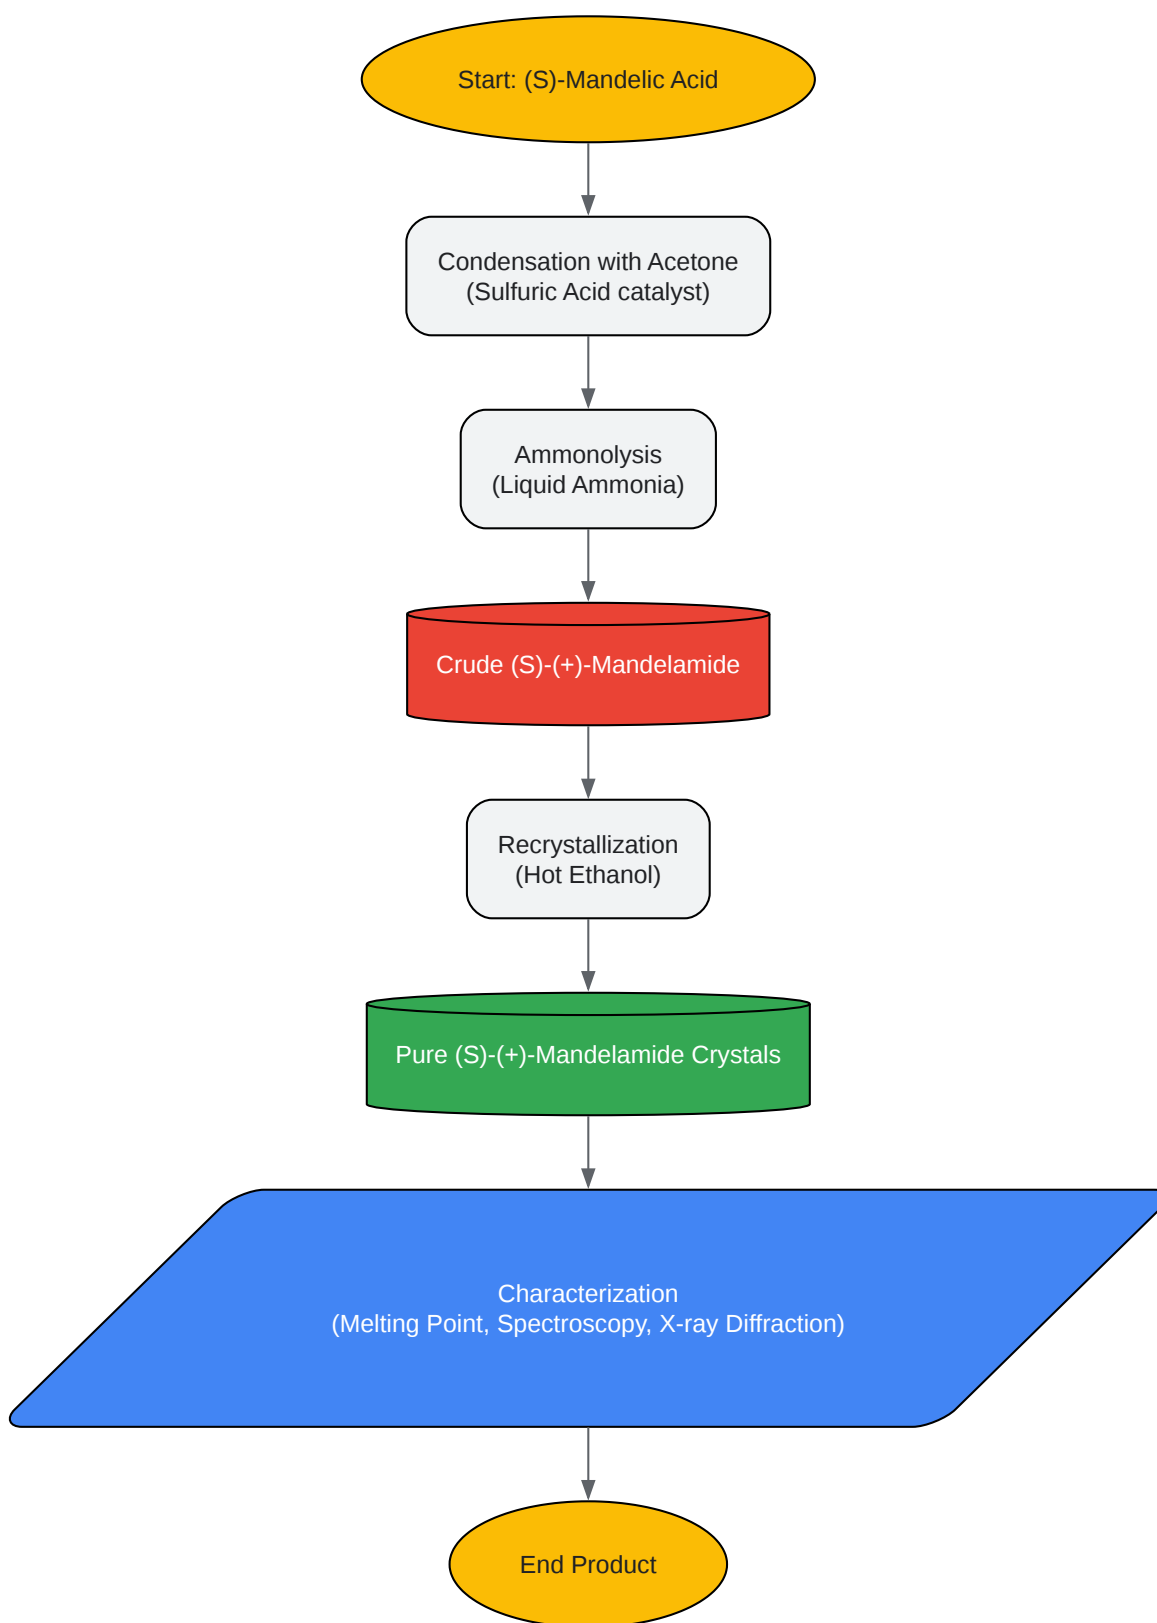 Start: (S)-Mandelic Acid
Condensation with Acetone
(Sulfuric Acid catalyst)
Ammonolysis
(Liquid Ammonia)
Crude (S)-(+)-Mandelamide
Recrystallization
(Hot Ethanol)
Pure (S)-(+)-Mandelamide Crystals
Characterization
(Melting Point, Spectroscopy, X-ray Diffraction)
End Product